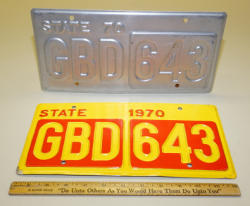 STATE 70
GBD 643
STATE 1970
GBD 643
"Do Unto Others As You Would Have Them Do Unto You"